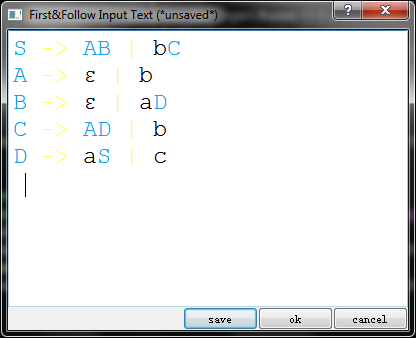 First&Follow Input Text (*unsaved*)
S -> AB | bC
A -> ε | b
B -> ε | aD
C -> AD | b
D -> aS | c
save ok cancel